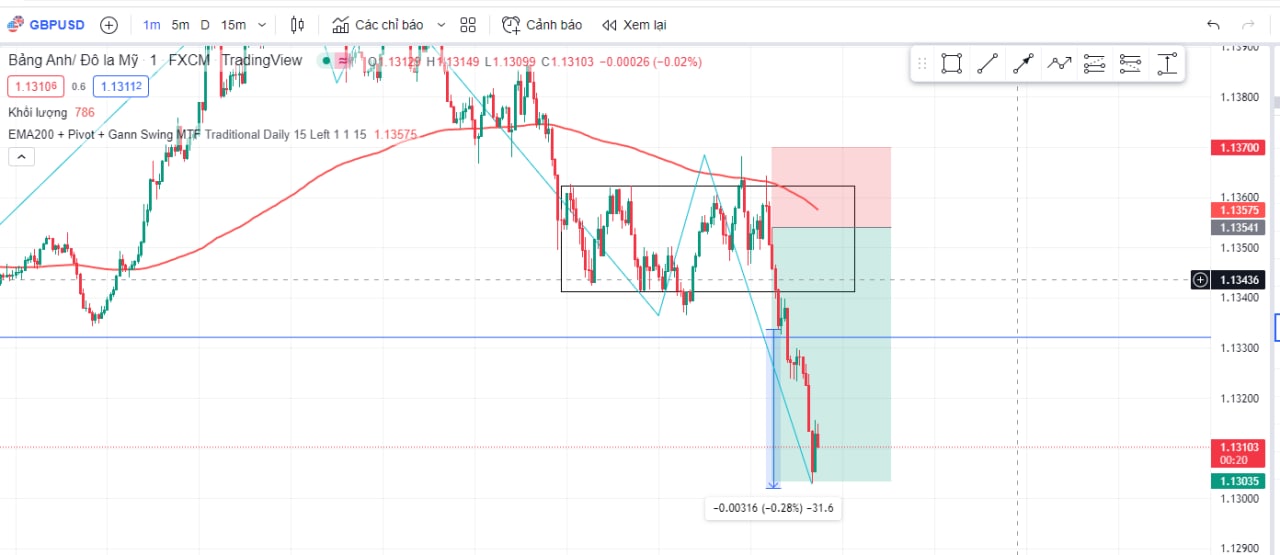 GBPUSD 1m 5m D 15m Các chỉ báo Cảnh báo Xem lại
Bảng Anh/ Đô la Mỹ · 1 · FXCM · TradingView O1.13129 H1.13149 L1.13099 C1.13103 −0.00026 (−0.02%)
1.13106 0.6 1.13112
Khối lượng 786
EMA200 + Pivot + Gann Swing MTF Traditional Daily 15 Left 1 1 15 1.13575
1.13900
1.13800
1.13700
1.13600
1.13575
1.13541
1.13500
1.13436
1.13400
1.13300
1.13200
1.13103
00:20
1.13035
1.13000
1.12900
−0.00316 (−0.28%) −31.6